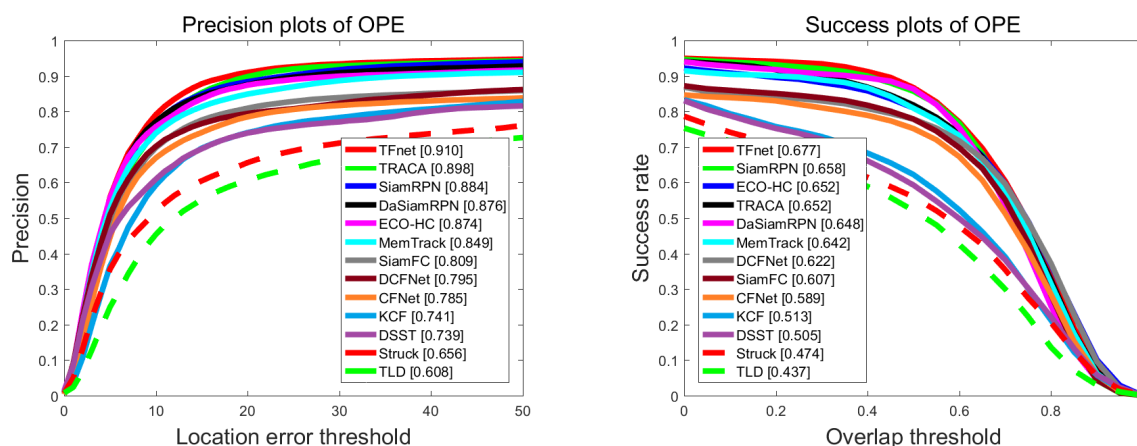 Precision plots of OPE
1
0.9
0.8
0.7
0.6
0.5
0.4
0.3
0.2
0.1
0
Precision
0 10 20 30 40 50
Location error threshold
TFnet [0.910]
TRACA [0.898]
SiamRPN [0.884]
DaSiamRPN [0.876]
ECO-HC [0.874]
MemTrack [0.849]
SiamFC [0.809]
DCFNet [0.795]
CFNet [0.785]
KCF [0.741]
DSST [0.739]
Struck [0.656]
TLD [0.608]
Success plots of OPE
1
0.9
0.8
0.7
0.6
0.5
0.4
0.3
0.2
0.1
0
Success rate
0 0.2 0.4 0.6 0.8
Overlap threshold
TFnet [0.677]
SiamRPN [0.658]
ECO-HC [0.652]
TRACA [0.652]
DaSiamRPN [0.648]
MemTrack [0.642]
DCFNet [0.622]
SiamFC [0.607]
CFNet [0.589]
KCF [0.513]
DSST [0.505]
Struck [0.474]
TLD [0.437]